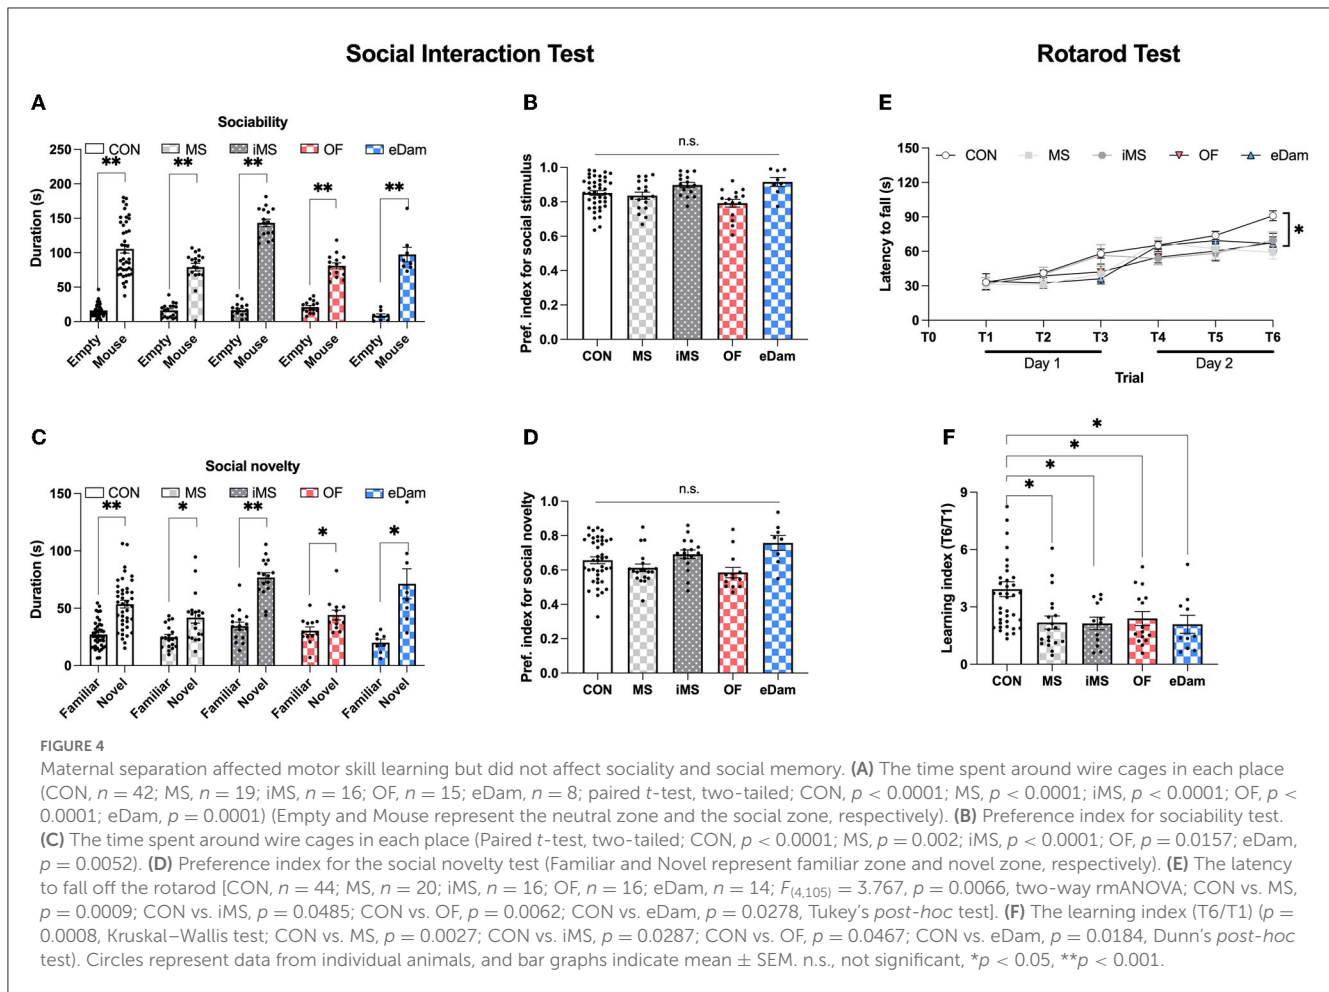 Social Interaction Test
Rotarod Test
A
Sociability
CON MS iMS OF eDam
Duration (s)
250
200
150
100
50
0
** ** ** ** **
Empty Mouse Empty Mouse Empty Mouse Empty Mouse Empty Mouse
B
n.s.
Pref. index for social stimulus
1.0
0.8
0.6
0.4
0.2
0.0
CON MS iMS OF eDam
E
CON MS iMS OF eDam
Latency to fall (s)
150
120
90
60
30
0
*
T0 T1 T2 T3 T4 T5 T6
Day 1 Day 2
Trial
C
Social novelty
CON MS iMS OF eDam
Duration (s)
150
100
50
0
** * ** * *
Familiar Novel Familiar Novel Familiar Novel Familiar Novel Familiar Novel
D
n.s.
Pref. index for social novelty
1.0
0.8
0.6
0.4
0.2
0.0
CON MS iMS OF eDam
F
*
*
*
*
Learning index (T6/T1)
9
6
3
0
CON MS iMS OF eDam
FIGURE 4
Maternal separation affected motor skill learning but did not affect sociality and social memory. (A) The time spent around wire cages in each place
(CON, n = 42; MS, n = 19; iMS, n = 16; OF, n = 15; eDam, n = 8; paired t-test, two-tailed; CON, p < 0.0001; MS, p < 0.0001; iMS, p < 0.0001; OF, p <
0.0001; eDam, p = 0.0001) (Empty and Mouse represent the neutral zone and the social zone, respectively). (B) Preference index for sociability test.
(C) The time spent around wire cages in each place (Paired t-test, two-tailed; CON, p < 0.0001; MS, p = 0.002; iMS, p < 0.0001; OF, p = 0.0157; eDam,
p = 0.0052). (D) Preference index for the social novelty test (Familiar and Novel represent familiar zone and novel zone, respectively). (E) The latency
to fall off the rotarod [CON, n = 44; MS, n = 20; iMS, n = 16; OF, n = 16; eDam, n = 14; F(4,105) = 3.767, p = 0.0066, two-way rmANOVA; CON vs. MS,
p = 0.0009; CON vs. iMS, p = 0.0485; CON vs. OF, p = 0.0062; CON vs. eDam, p = 0.0278, Tukey's post-hoc test]. (F) The learning index (T6/T1) (p =
0.0008, Kruskal–Wallis test; CON vs. MS, p = 0.0027; CON vs. iMS, p = 0.0287; CON vs. OF, p = 0.0467; CON vs. eDam, p = 0.0184, Dunn's post-hoc
test). Circles represent data from individual animals, and bar graphs indicate mean ± SEM. n.s., not significant, *p < 0.05, **p < 0.001.